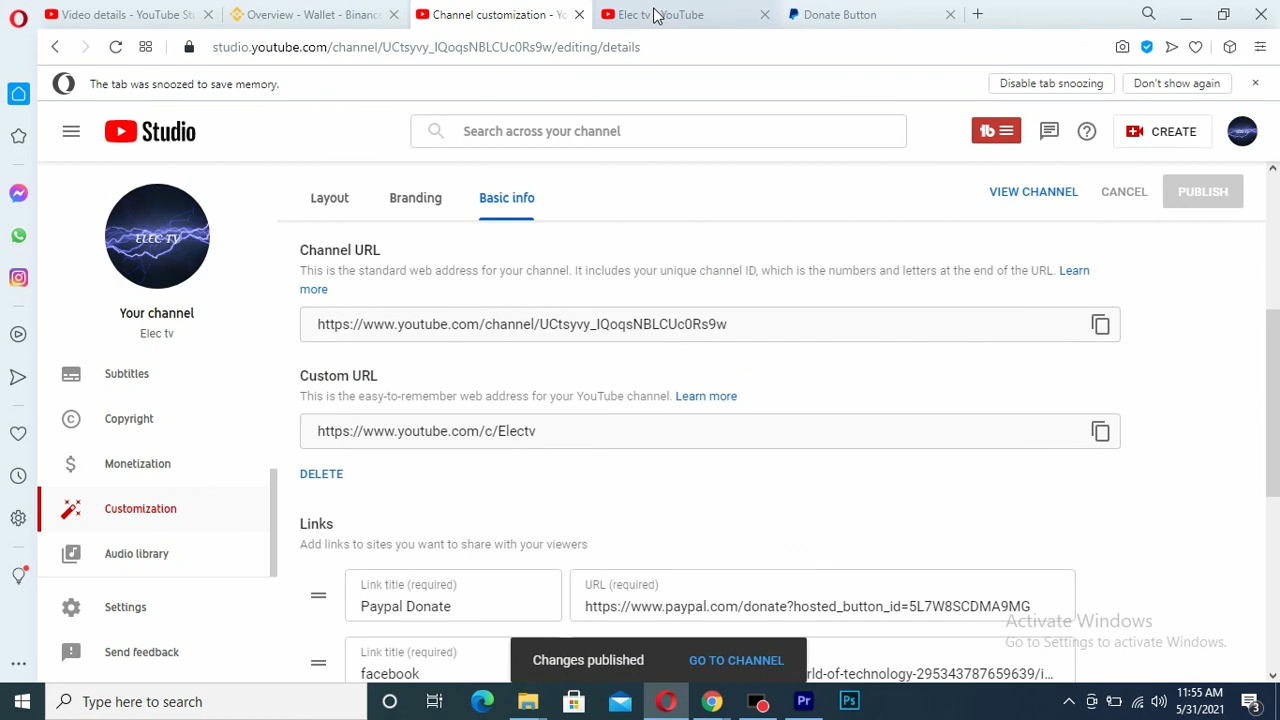 Video details - YouTube St
Overview - Wallet - Binanc
Channel customization - Yo
Elec tv YouTube
Donate Button
studio.youtube.com/channel/UCtsyvy_IQoqsNBLCUc0Rs9w/editing/details
The tab was snoozed to save memory.
Disable tab snoozing
Don't show again
Studio
Search across your channel
tb
CREATE
ELEC TV
Layout
Branding
Basic info
VIEW CHANNEL
CANCEL
PUBLISH
Your channel
Elec tv
Subtitles
Copyright
Monetization
Customization
Audio library
Settings
Send feedback
Channel URL
This is the standard web address for your channel. It includes your unique channel ID, which is the numbers and letters at the end of the URL. Learn
more
https://www.youtube.com/channel/UCtsyvy_IQoqsNBLCUc0Rs9w
Custom URL
This is the easy-to-remember web address for your YouTube channel. Learn more
https://www.youtube.com/c/Electv
DELETE
Links
Add links to sites you want to share with your viewers
Link title (required)
Paypal Donate
URL (required)
https://www.paypal.com/donate?hosted_button_id=5L7W8SCDMA9MG
Link title (required)
facebook
rld-of-technology-295343787659639/i...
Changes published
GO TO CHANNEL
Activate Windows
Go to Settings to activate Windows.
Type here to search
Pr
Ps
11:55 AM
5/31/2021
3